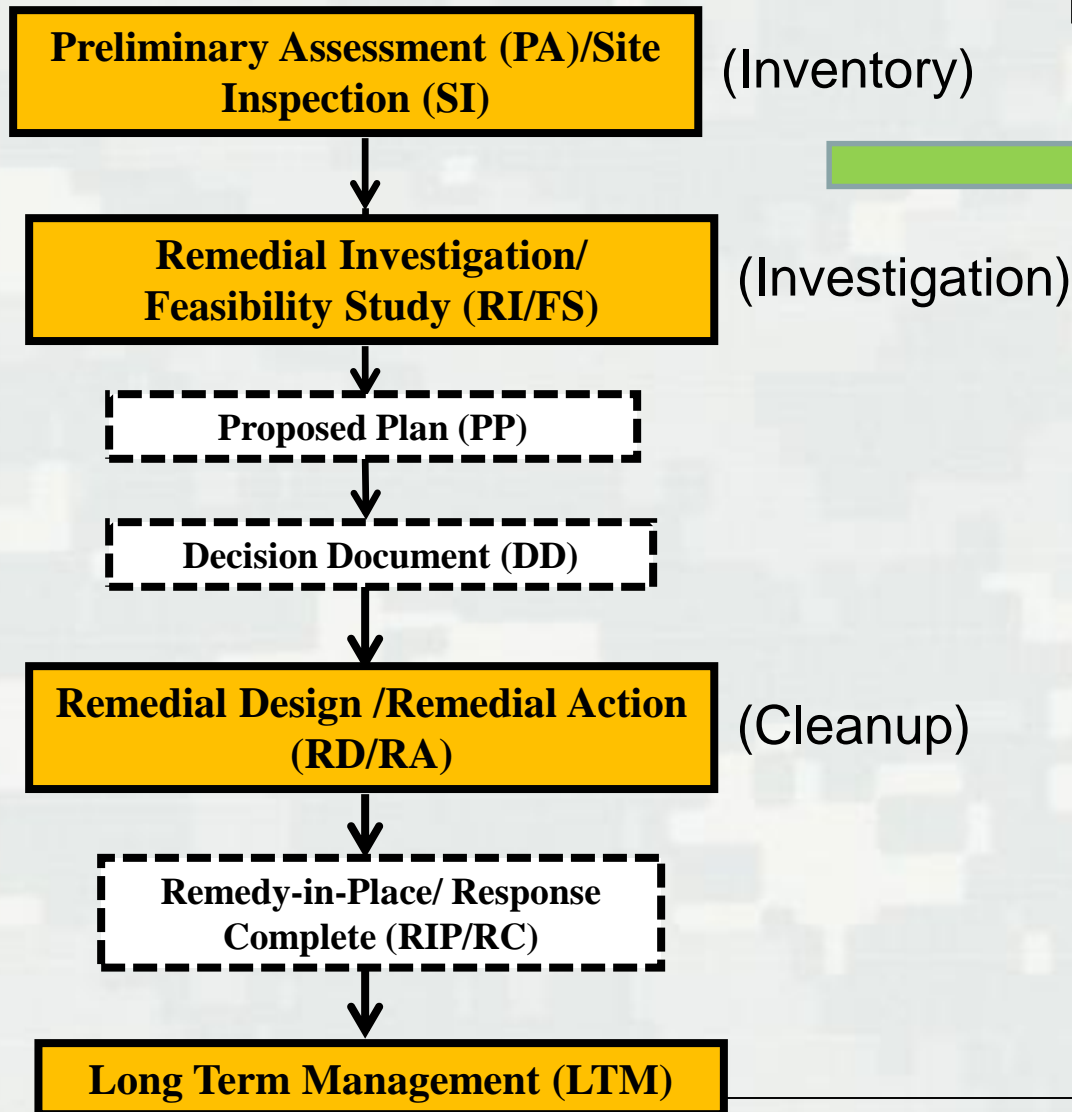 Preliminary Assessment (PA)/Site
Inspection (SI)
(Inventory)
Remedial Investigation/
Feasibility Study (RI/FS)
(Investigation)
Proposed Plan (PP)
Decision Document (DD)
Remedial Design /Remedial Action
(RD/RA)
(Cleanup)
Remedy-in-Place/ Response
Complete (RIP/RC)
Long Term Management (LTM)